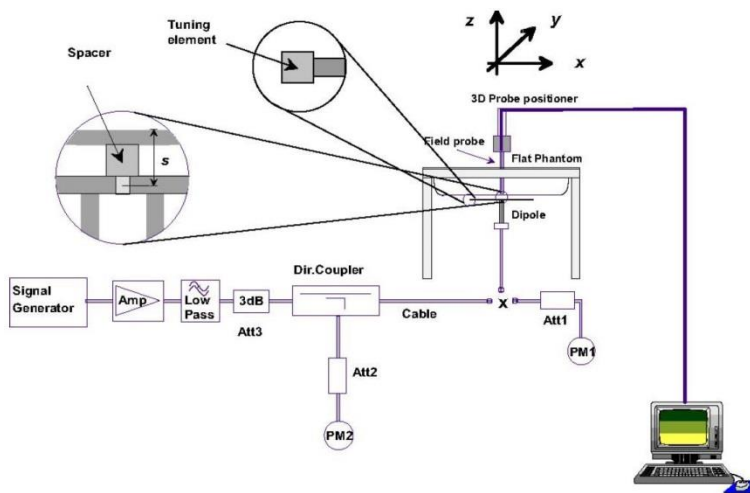 Tuning
element
Spacer
s
z
y
x
3D Probe positioner
Field probe
Flat Phantom
Dipole
Signal
Generator
Amp
Low
Pass
3dB
Att3
Dir.Coupler
Cable
x
Att1
PM1
Att2
PM2